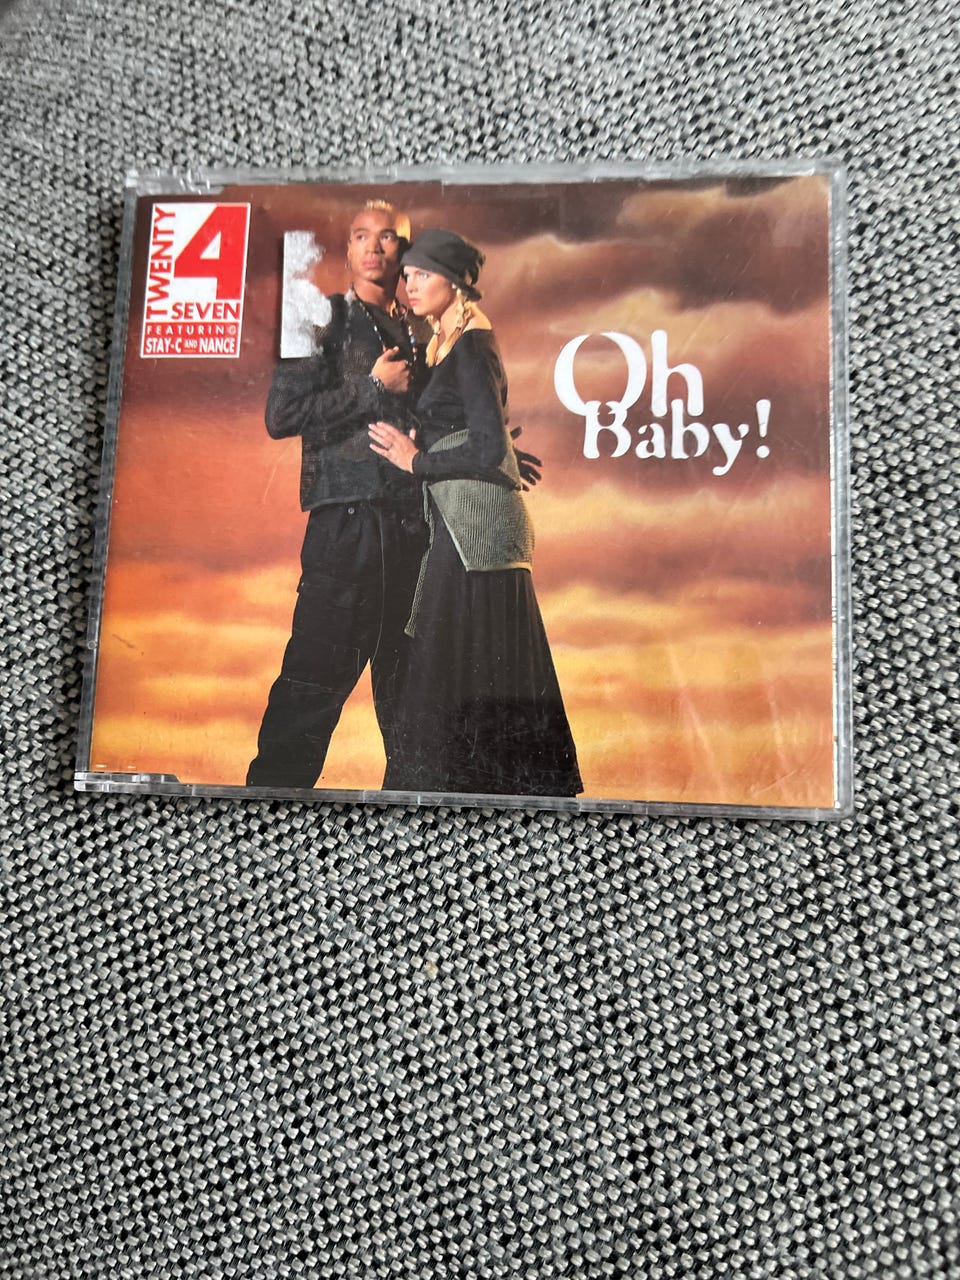 TWENTY
4
SEVEN
FEATURING
STAY-C AND NANCE
Oh
Baby!